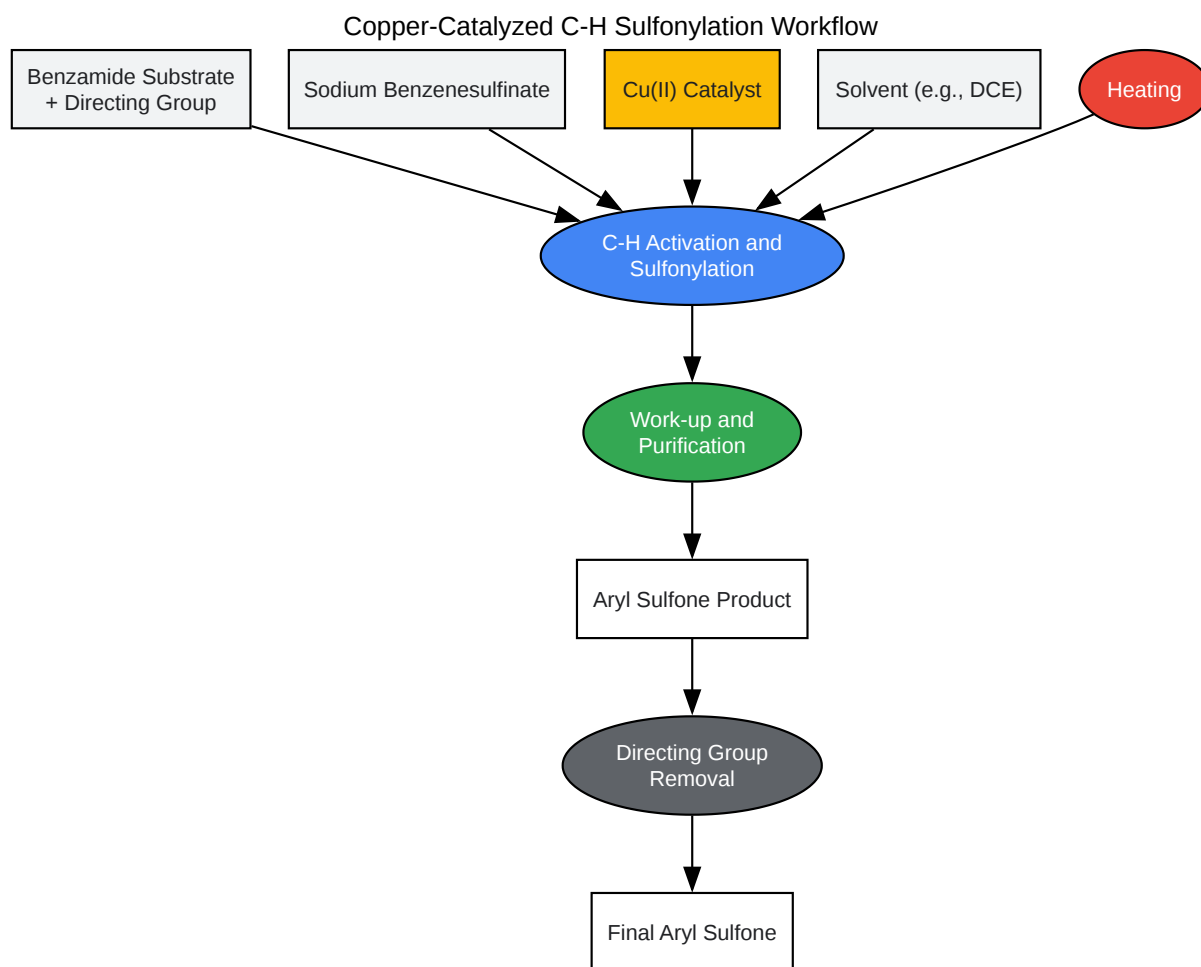 Copper-Catalyzed C-H Sulfonylation Workflow
Benzamide Substrate
+ Directing Group
Sodium Benzenesulfinate
Cu(II) Catalyst
Solvent (e.g., DCE)
Heating
C-H Activation and
Sulfonylation
Work-up and
Purification
Aryl Sulfone Product
Directing Group
Removal
Final Aryl Sulfone